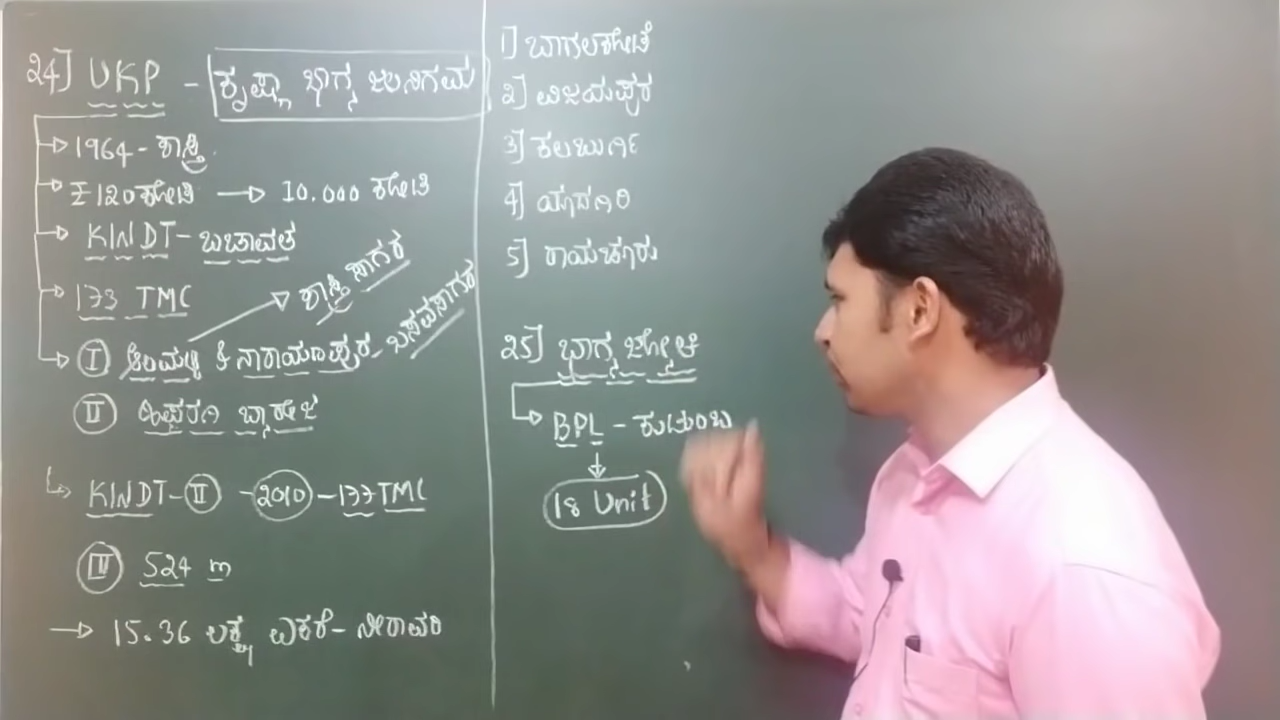 24] UKP - ಕೃಷ್ಣಾ ಭಾಗ್ಯ ಜಲನಿಗಮ
→ 1964 - ಶಾಸ್ತ್ರಿ
→ ₹120 ಕೋಟಿ → 10.000 ಕೋಟಿ
→ KWDT - ಬಚಾವತ
→ 173 TMC
→ I ಆಲಮಟ್ಟಿ & ನಾರಾಯಣಪುರ - ಬಸವಸಾಗರ
→ ಶಾಸ್ತ್ರಿ ಸಾಗರ
II ಹಿಪ್ಪರಗಿ ಬ್ಯಾರೇಜ
↳ KWDT - II - 2010 - 177 TMC
III 524 m
→ 15.36 ಲಕ್ಷ ಎಕರೆ - ನೀರಾವರಿ
1] ಬಾಗಲಕೋಟೆ
2] ವಿಜಯಪುರ
3] ಕಲಬುರ್ಗಿ
4] ಯಾದಗಿರಿ
5] ರಾಯಚೂರು
25] ಭಾಗ್ಯ ಜ್ಯೋತಿ
→ BPL - ಕುಟುಂಬ
↓
18 Unit